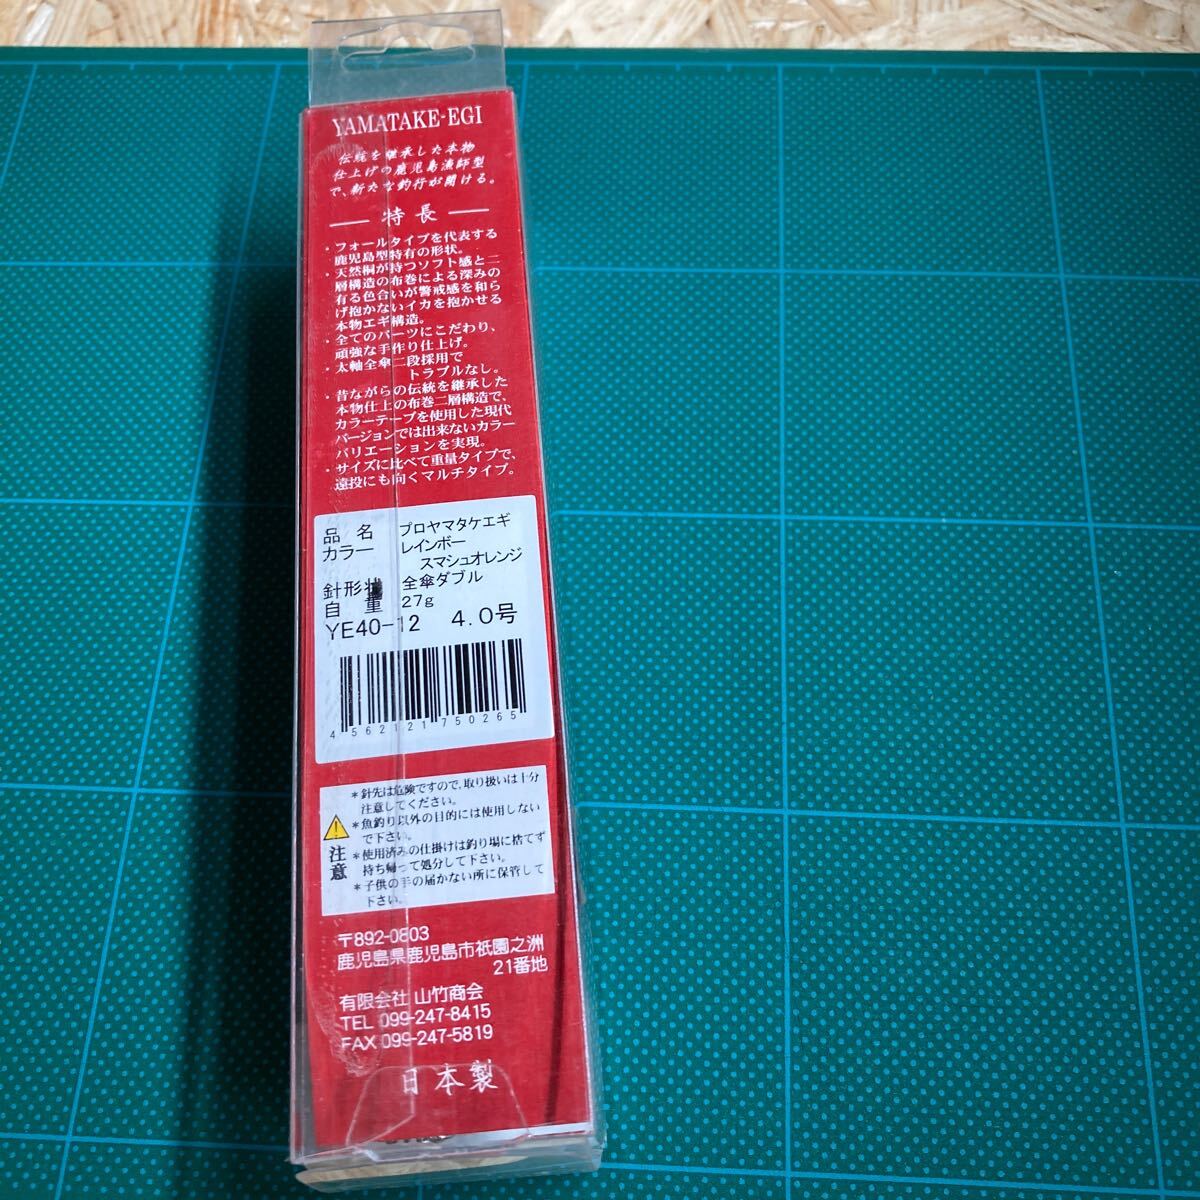 YAMATAKE-EGI
伝統を継承した本物
仕上げの鹿児島漁師型
で、新たな釣行が開ける。
特長
・フォールタイプを代表する
鹿児島型特有の形状。
・天然桐が持つソフト感と二
層構造の布巻による深みの
有る色合いが警戒感を和ら
げ抱かないイカを抱かせる
本物エギ構造。
・全てのパーツにこだわり、
頑強な手作り仕上げ。
・太軸全傘二段採用で
トラブルなし。
・昔ながらの伝統を継承した
本物仕上の布巻二層構造で、
カラーテープを使用した現代
バージョンでは出来ないカラー
バリエーションを実現。
・サイズに比べて重量タイプで、
遠投にも向くマルチタイプ。
品名 プロヤマタケエギ
カラー レインボー
スマシュオレンジ
針形状 全傘ダブル
自重 27g
YE40-12 4.0号
4 562121 750265
注意
*針先は危険ですので、取り扱いは十分
注意してください。
*魚釣り以外の目的には使用しない
で下さい。
*使用済みの仕掛けは釣り場に捨てず
持ち帰って処分して下さい。
*子供の手の届かない所に保管して
下さい。
〒892-0803
鹿児島県鹿児島市祇園之洲
21番地
有限会社 山竹商会
TEL 099-247-8415
FAX 099-247-5819
日本製